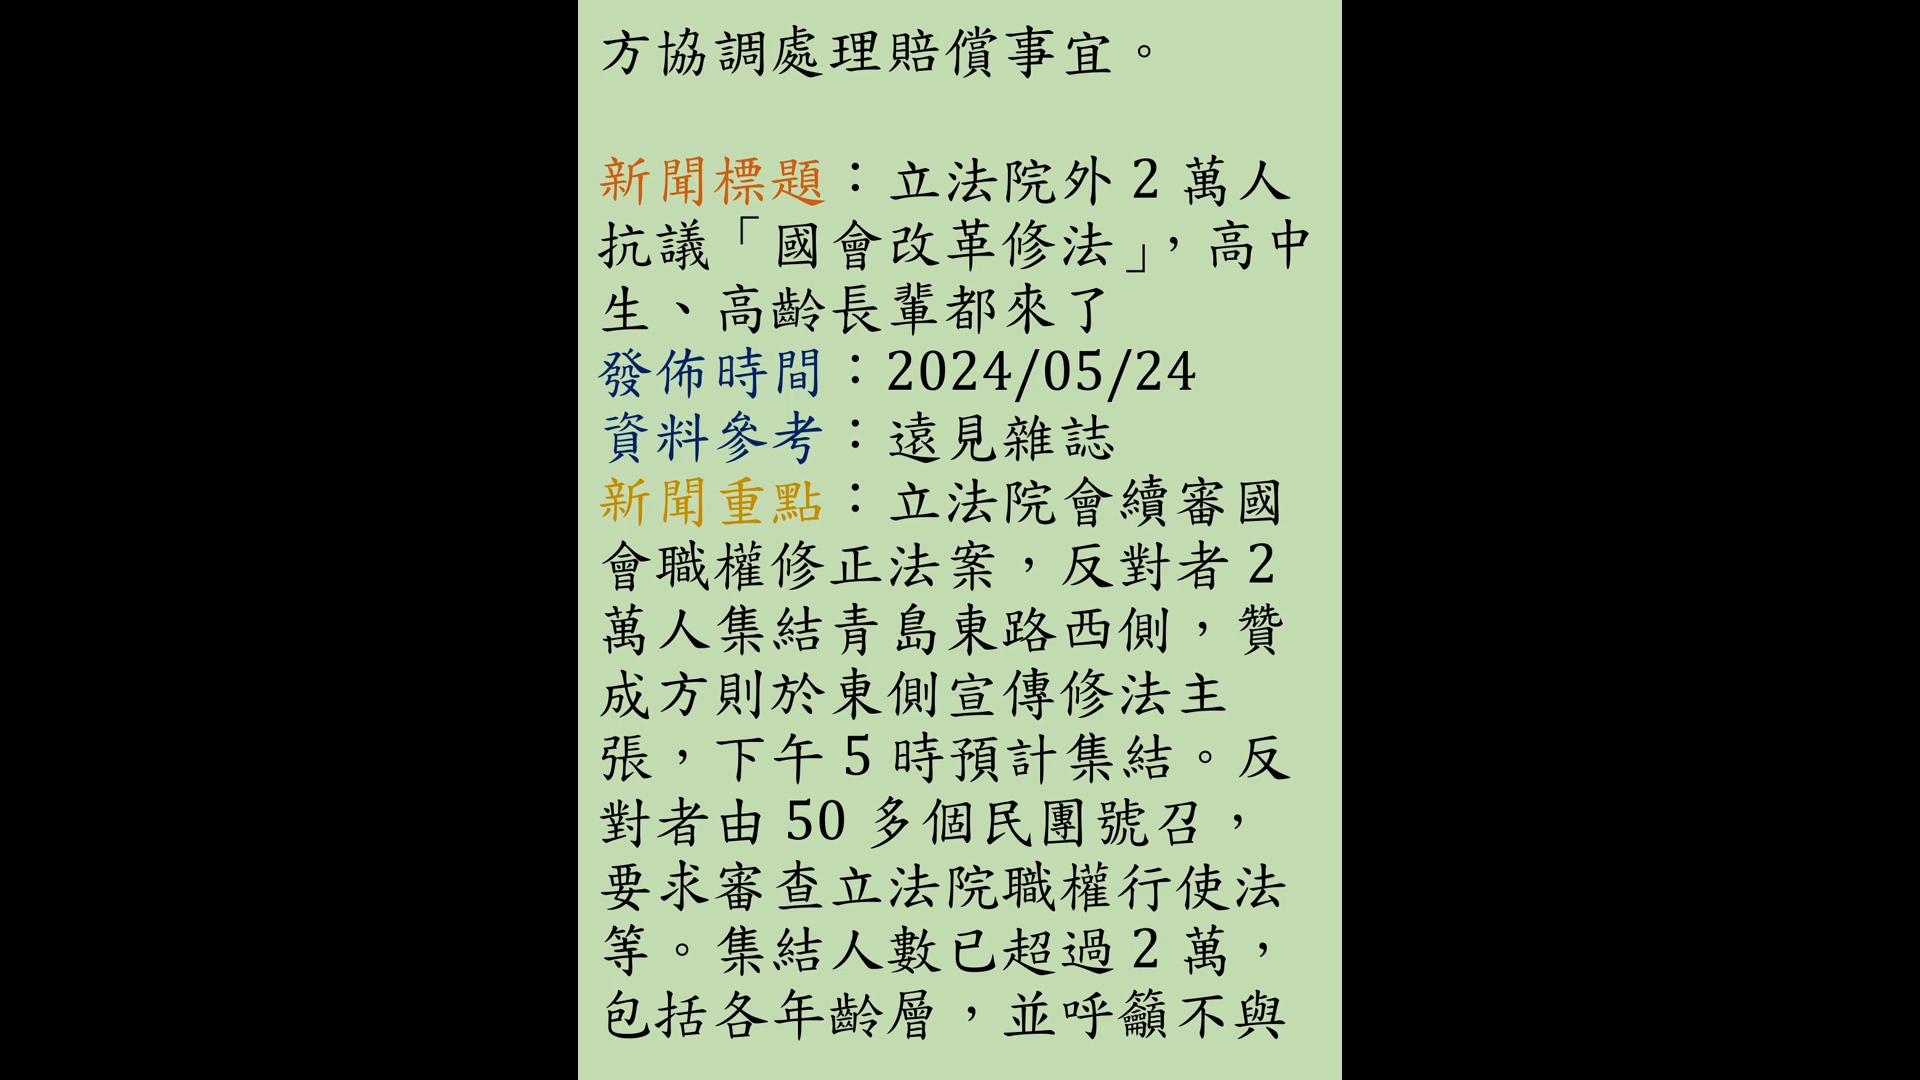 方協調處理賠償事宜。
新聞標題：立法院外 2 萬人
抗議「國會改革修法」，高中
生、高齡長輩都來了
發佈時間：2024/05/24
資料參考：遠見雜誌
新聞重點：立法院會續審國
會職權修正法案，反對者 2
萬人集結青島東路西側，贊
成方則於東側宣傳修法主
張，下午 5 時預計集結。反
對者由 50 多個民團號召，
要求審查立法院職權行使法
等。集結人數已超過 2 萬，
包括各年齡層，並呼籲不與